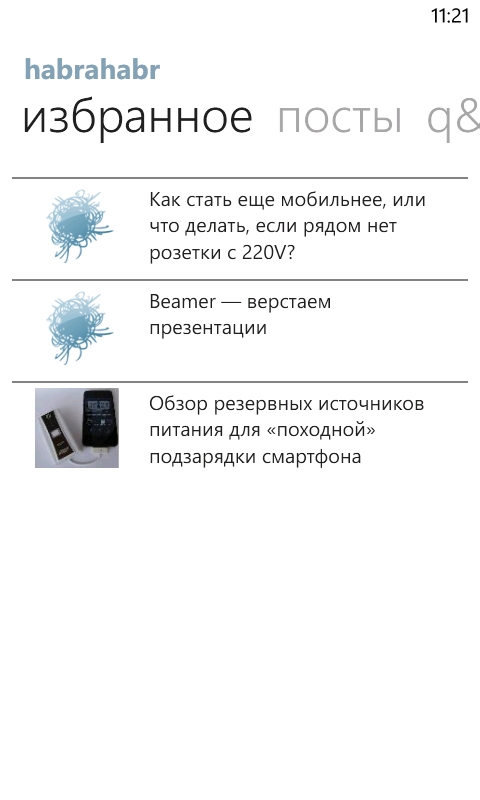 11:21
habrahabr
избранное посты q&
Как стать еще мобильнее, или
что делать, если рядом нет
розетки с 220V?
Beamer — верстаем
презентации
Обзор резервных источников
питания для «походной»
подзарядки смартфона